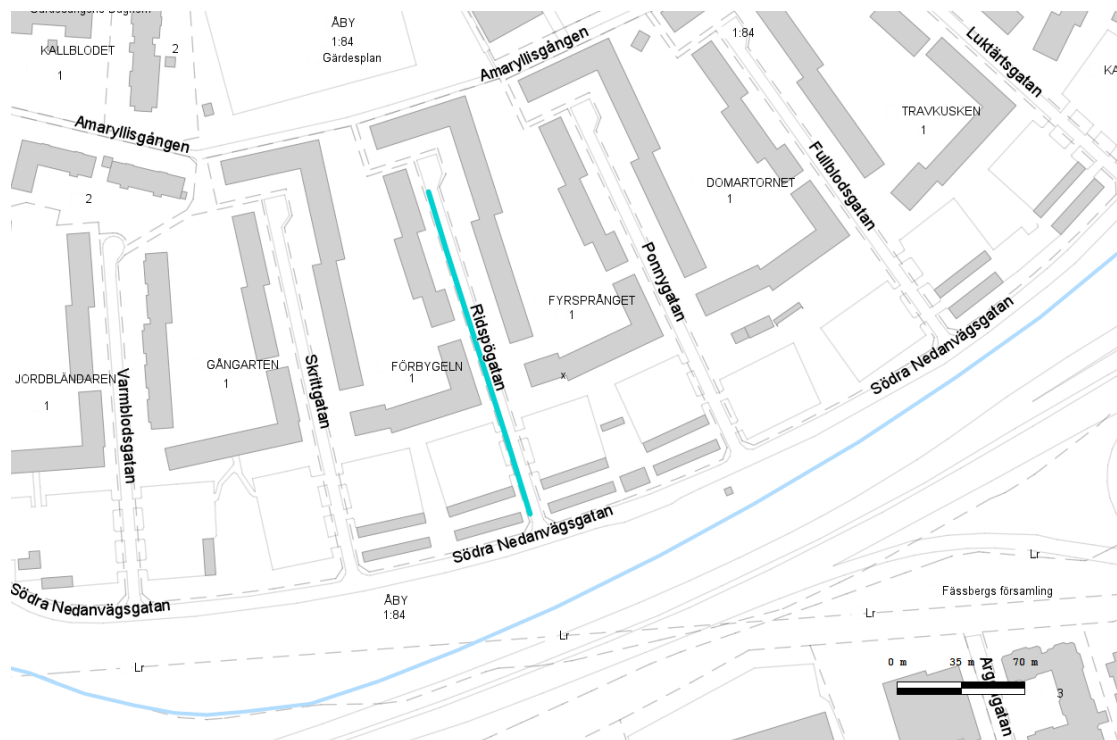 ÅBY
1:84
Gärdesplan
KALLBLODET
1
2
Amaryllisgången
1:84
Luktärtsgatan
KA
TRAVKUSKEN
1
Amaryllisgången
Fullblodsgatan
2
DOMARTORNET
1
Ponnygatan
FYRSPRÅNGET
1
Ridspögatan
Södra Nedanvägsgatan
FÖRBYGELN
1
x
Skrittgatan
GÅNGARTEN
1
JORDBLÄNDAREN
1
Varmblodsgatan
Södra Nedanvägsgatan
Södra Nedanvägsgatan
ÅBY
1:84
Lr
Lr
Lr
Lr
Fässbergs församling
0 m 35 m 70 m
3